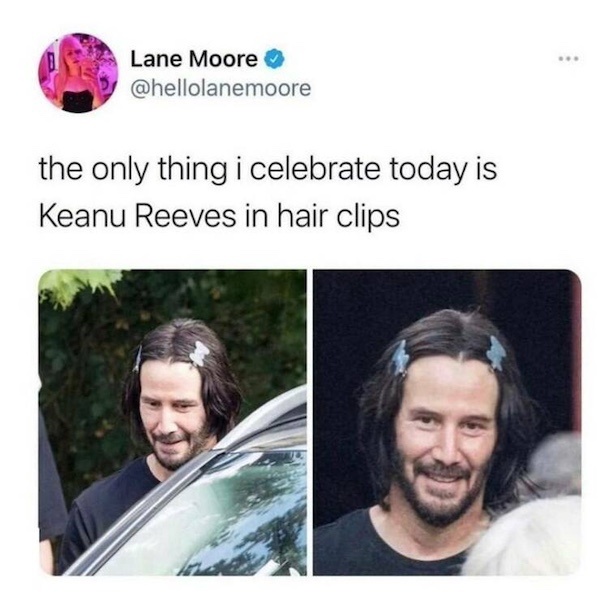 Lane Moore
@hellolanemoore
the only thing i celebrate today is
Keanu Reeves in hair clips